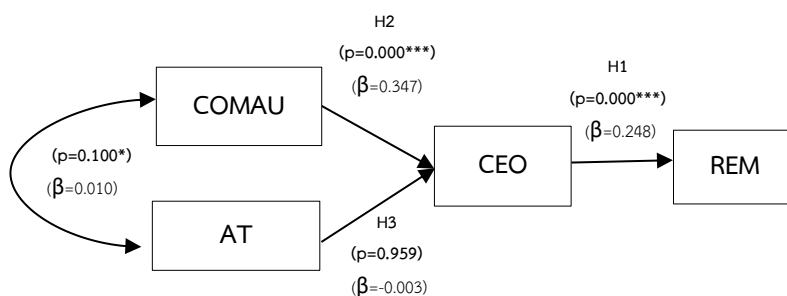 H2
(p=0.000***)
(β=0.347)
H1
(p=0.000***)
(β=0.248)
COMAU
(p=0.100*)
(β=0.010)
CEO
REM
AT
H3
(p=0.959)
(β=-0.003)